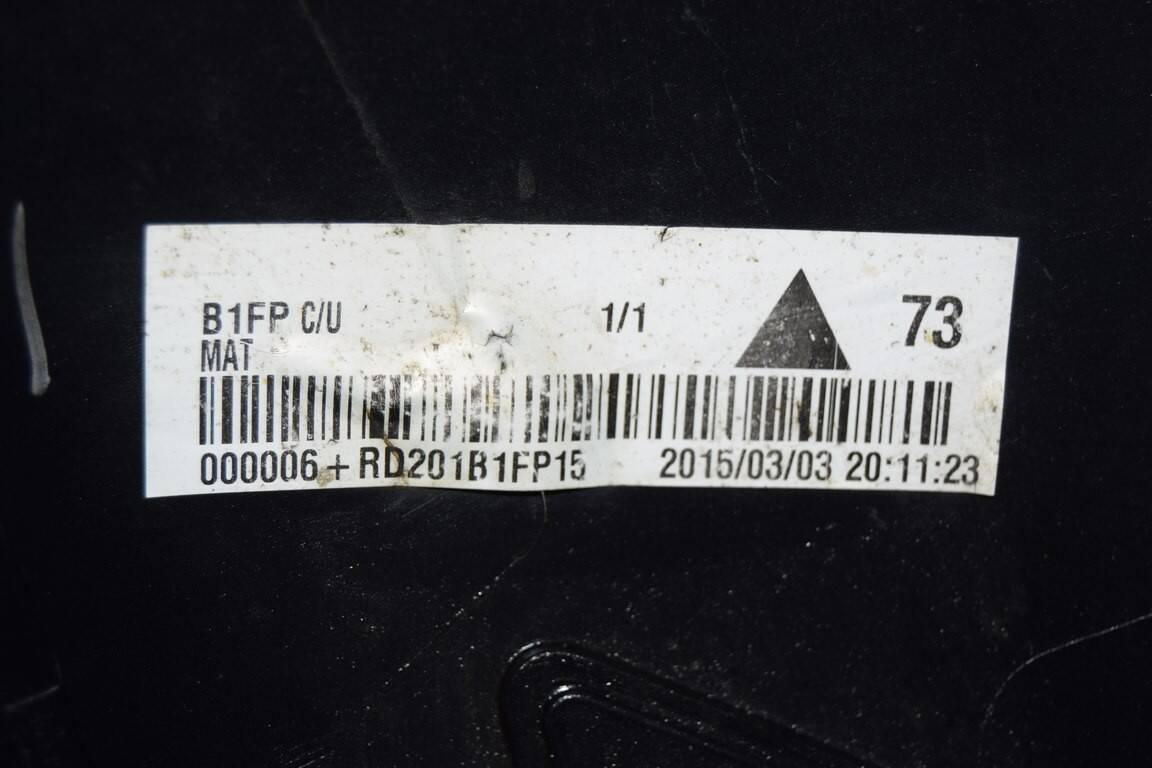 B1FP C/U 1/1 73
MAT
000006+RD201B1FP15 2015/03/03 20:11:23